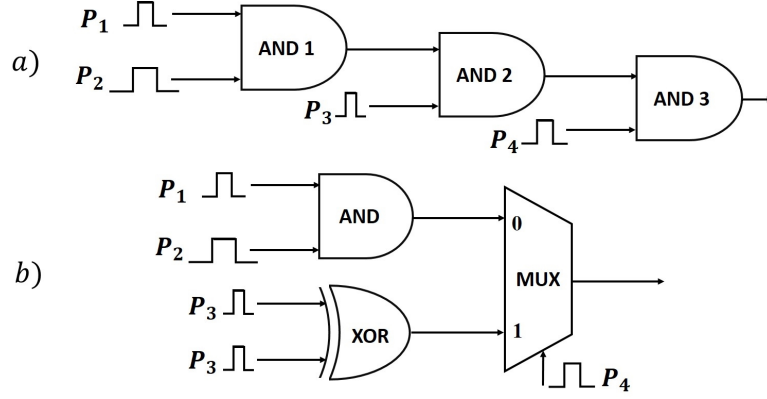 a)
P₁
P₂
AND 1
P₃
AND 2
P₄
AND 3
b)
P₁
P₂
AND
P₃
P₃
XOR
0
MUX
1
P₄